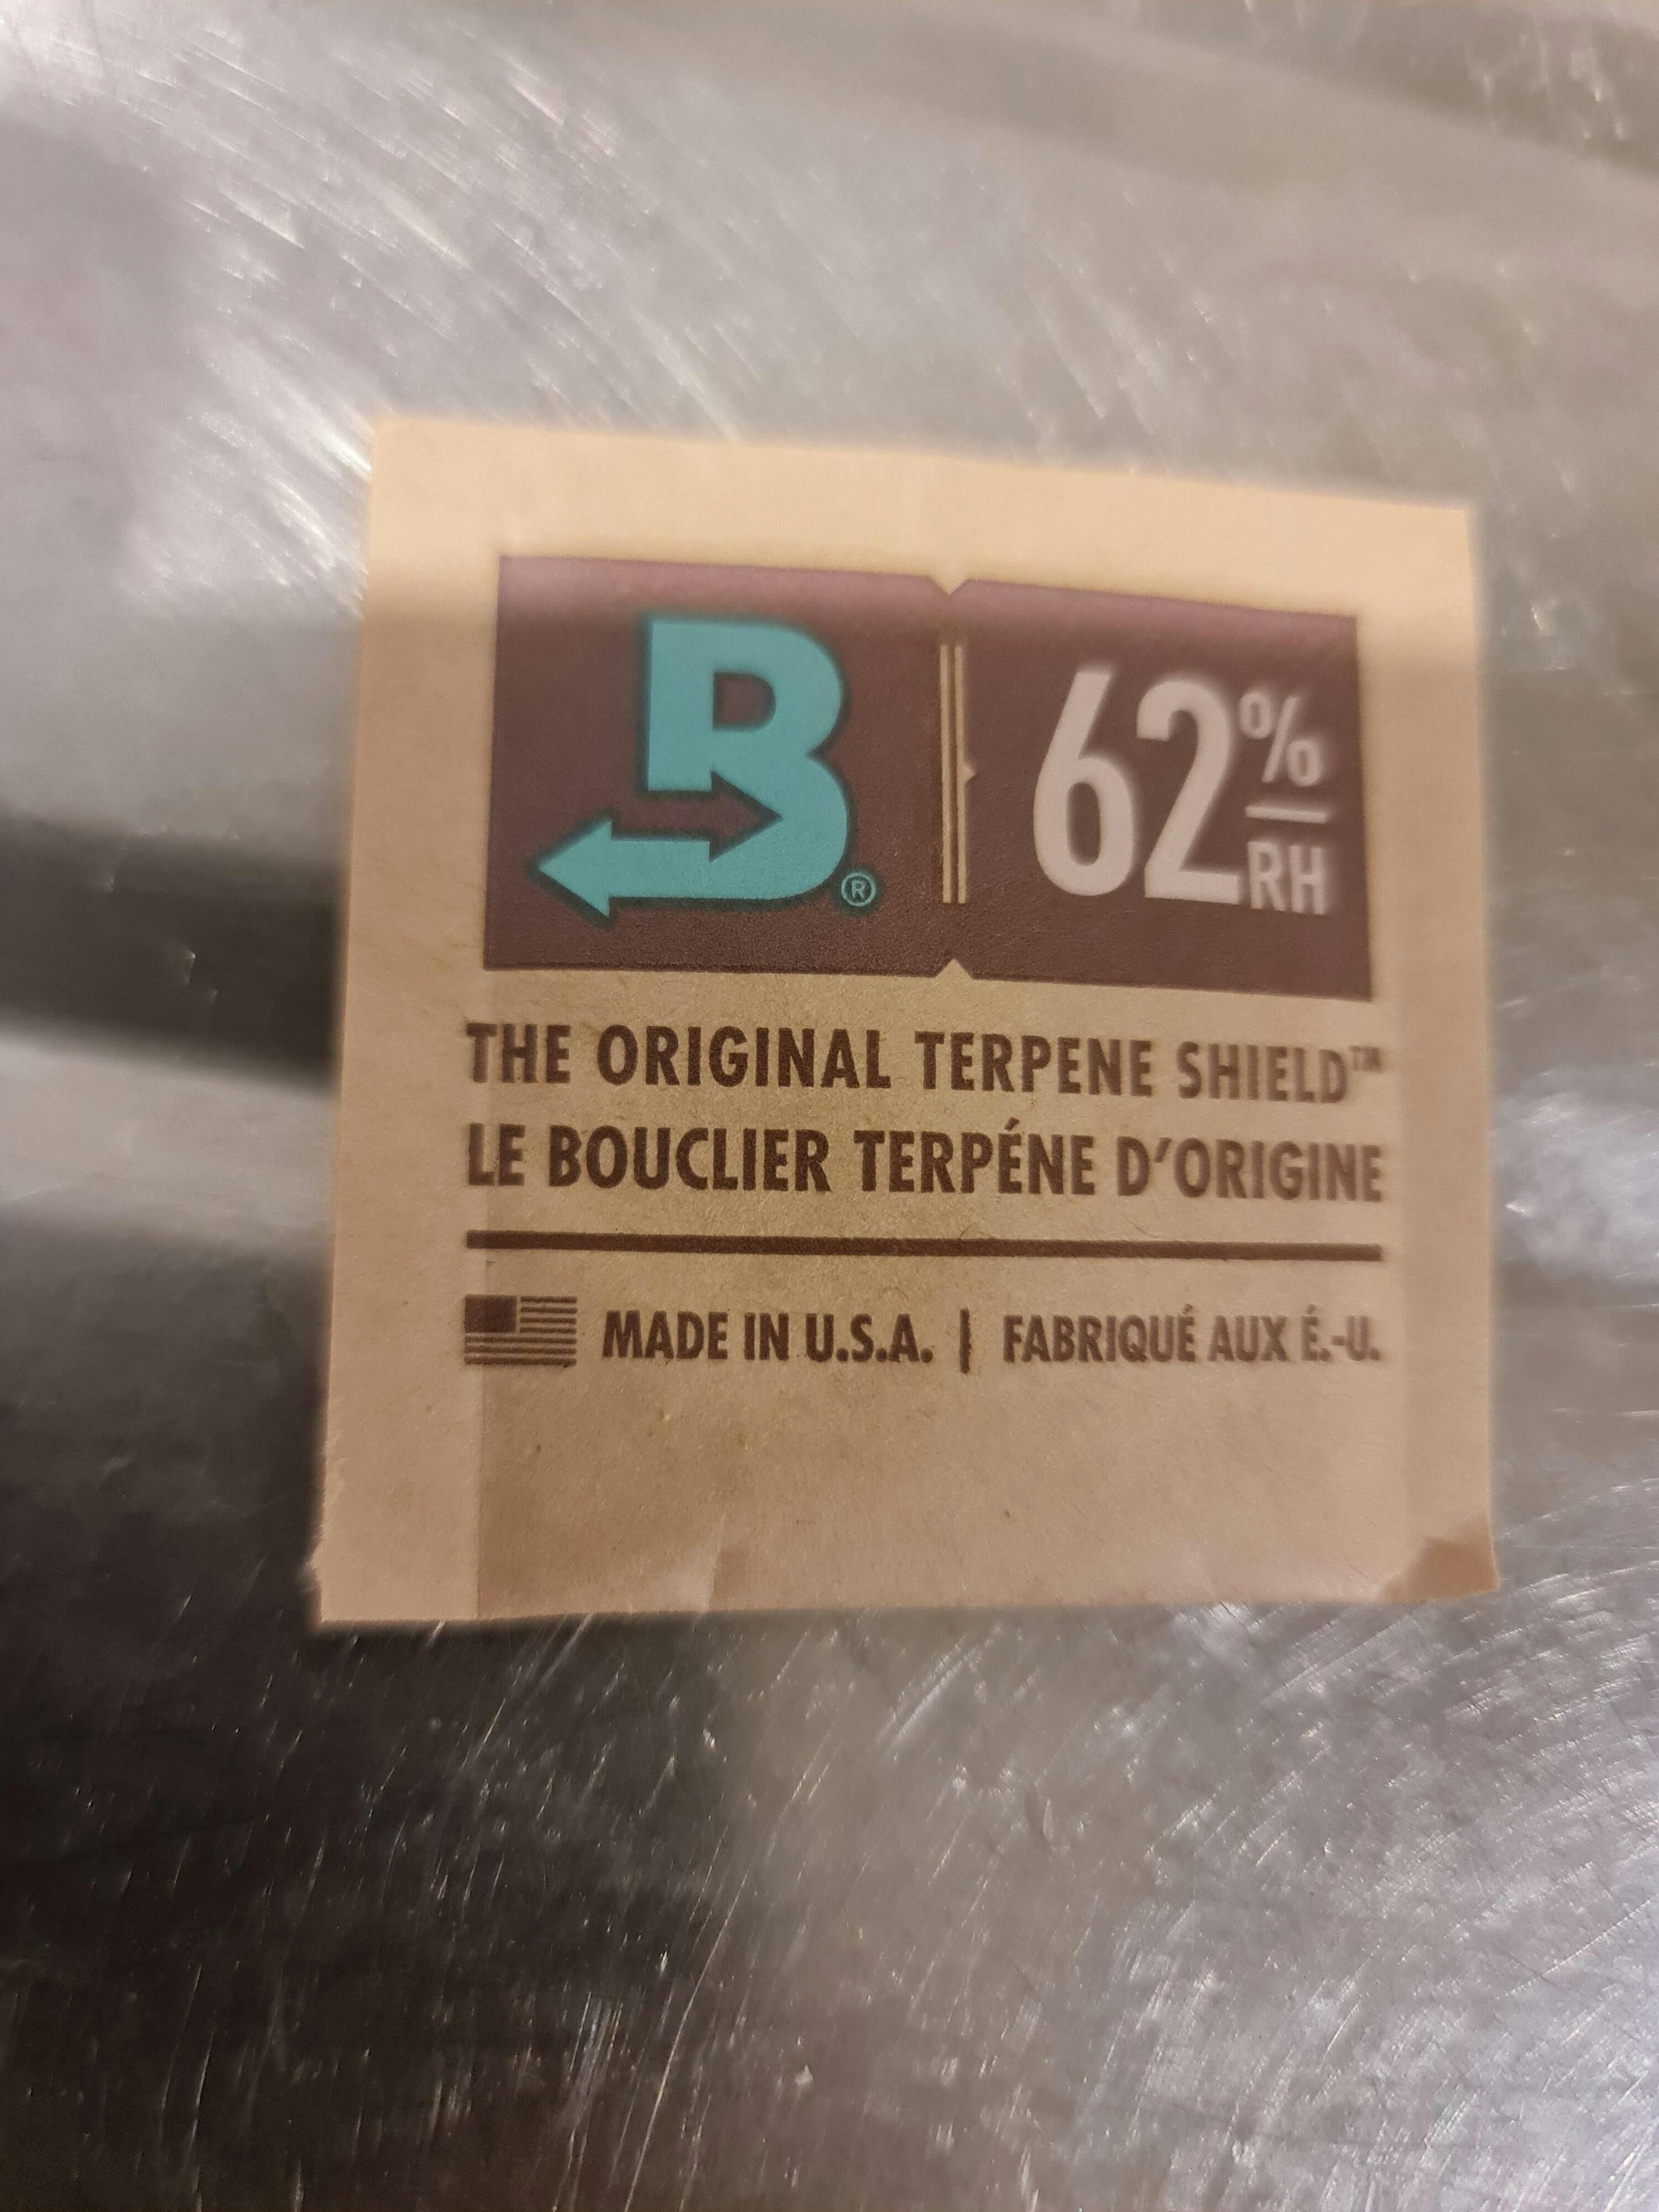 B®
62%
RH
THE ORIGINAL TERPENE SHIELD™
LE BOUCLIER TERPÉNE D'ORIGINE
MADE IN U.S.A. | FABRIQUÉ AUX É.-U.